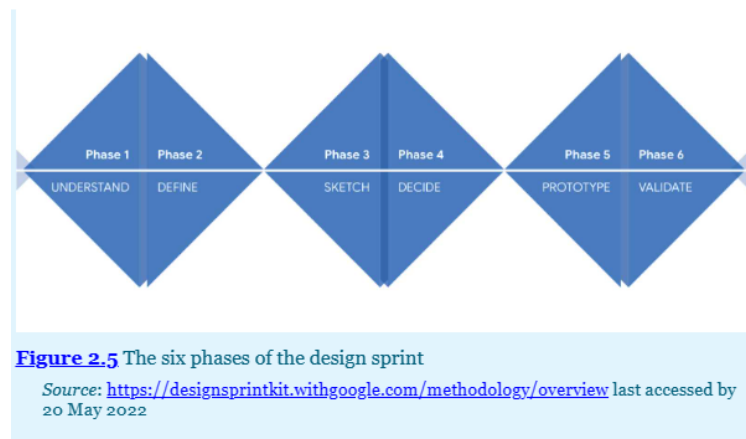 Phase 1 Phase 2 Phase 3 Phase 4 Phase 5 Phase 6
UNDERSTAND DEFINE SKETCH DECIDE PROTOTYPE VALIDATE
Figure 2.5 The six phases of the design sprint
Source: https://designsprintkit.withgoogle.com/methodology/overview last accessed by
20 May 2022